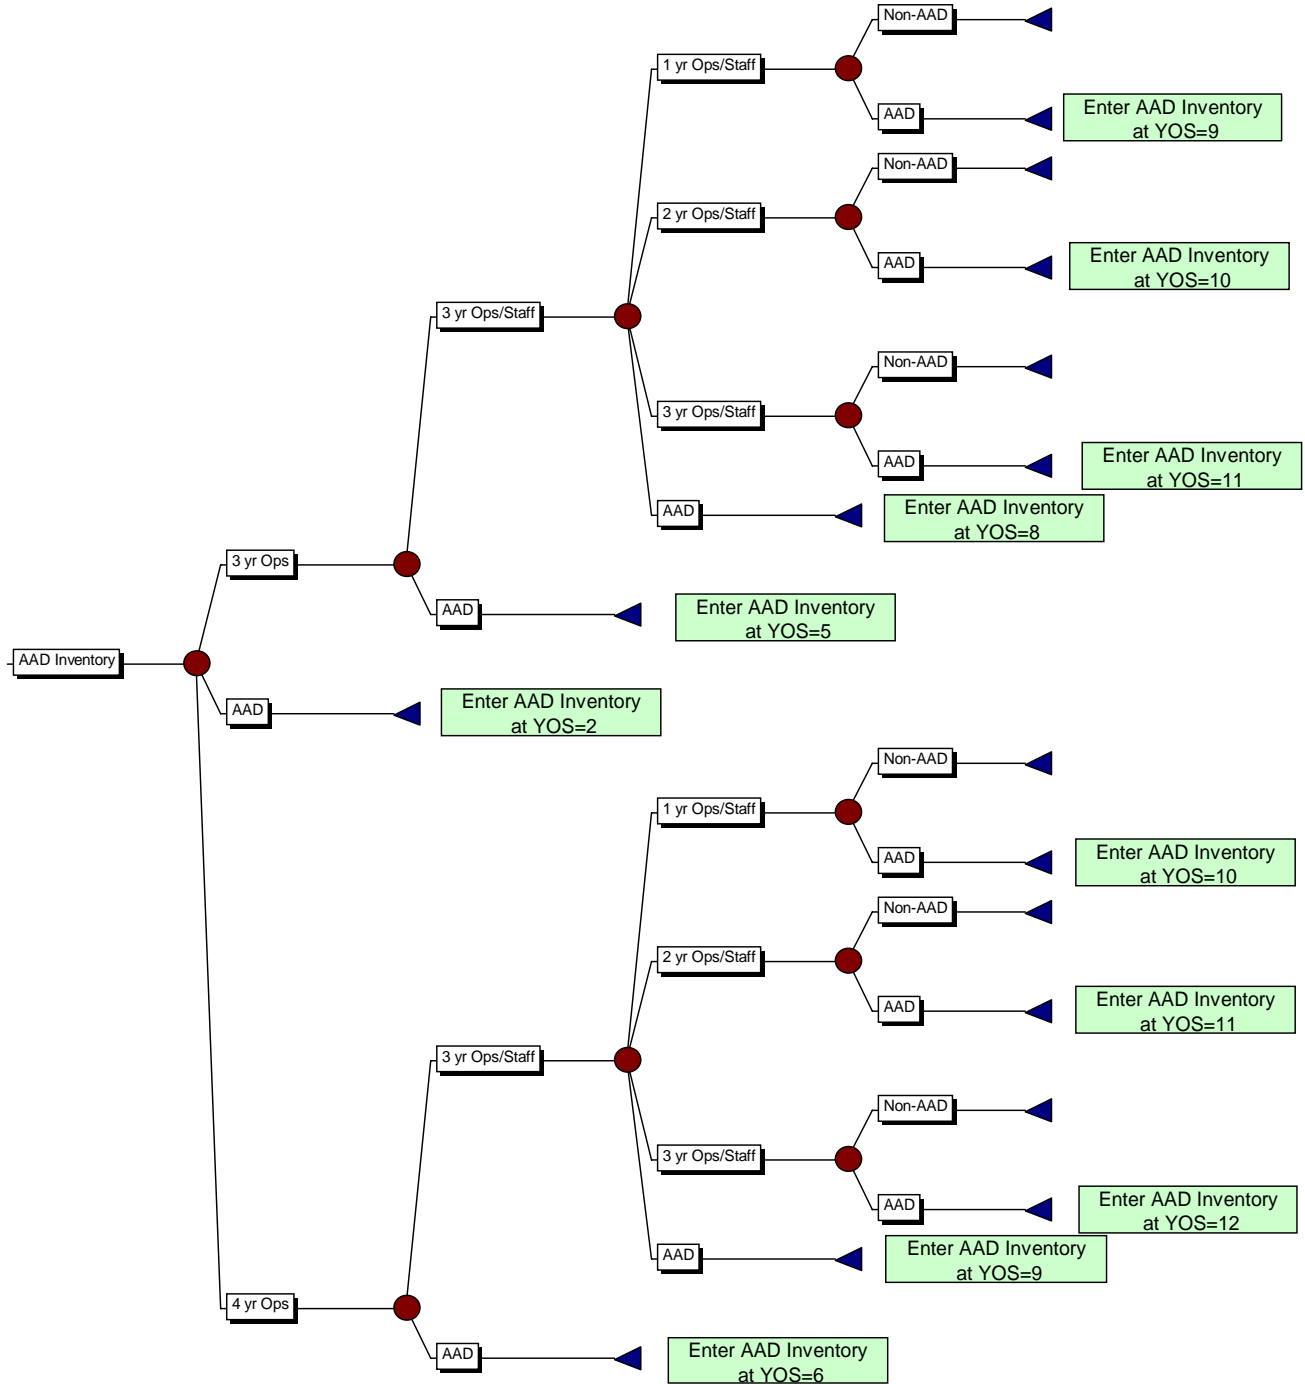 Non-AAD
1 yr Ops/Staff
AAD
Enter AAD Inventory
at YOS=9
Non-AAD
2 yr Ops/Staff
AAD
Enter AAD Inventory
at YOS=10
3 yr Ops/Staff
Non-AAD
3 yr Ops/Staff
AAD
Enter AAD Inventory
at YOS=11
AAD
Enter AAD Inventory
at YOS=8
3 yr Ops
AAD
Enter AAD Inventory
at YOS=5
AAD Inventory
AAD
Enter AAD Inventory
at YOS=2
Non-AAD
1 yr Ops/Staff
AAD
Enter AAD Inventory
at YOS=10
Non-AAD
2 yr Ops/Staff
AAD
Enter AAD Inventory
at YOS=11
3 yr Ops/Staff
Non-AAD
3 yr Ops/Staff
AAD
Enter AAD Inventory
at YOS=12
AAD
Enter AAD Inventory
at YOS=9
4 yr Ops
AAD
Enter AAD Inventory
at YOS=6